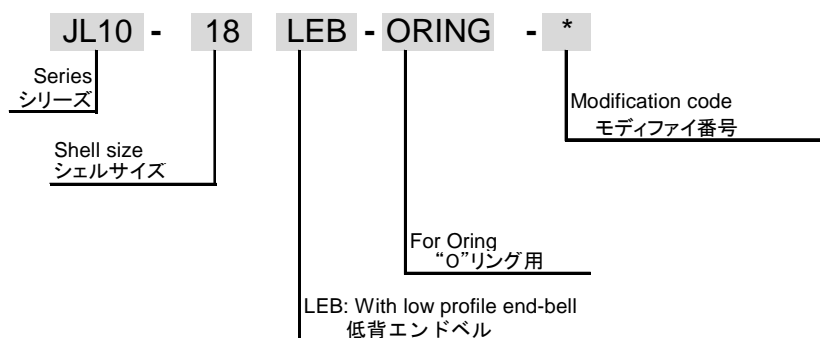 JL10 - 18 LEB - ORING - *
Series
シリーズ
Modification code
モディファイ番号
Shell size
シェルサイズ
For Oring
“O”リング用
LEB: With low profile end-bell
低背エンドベル